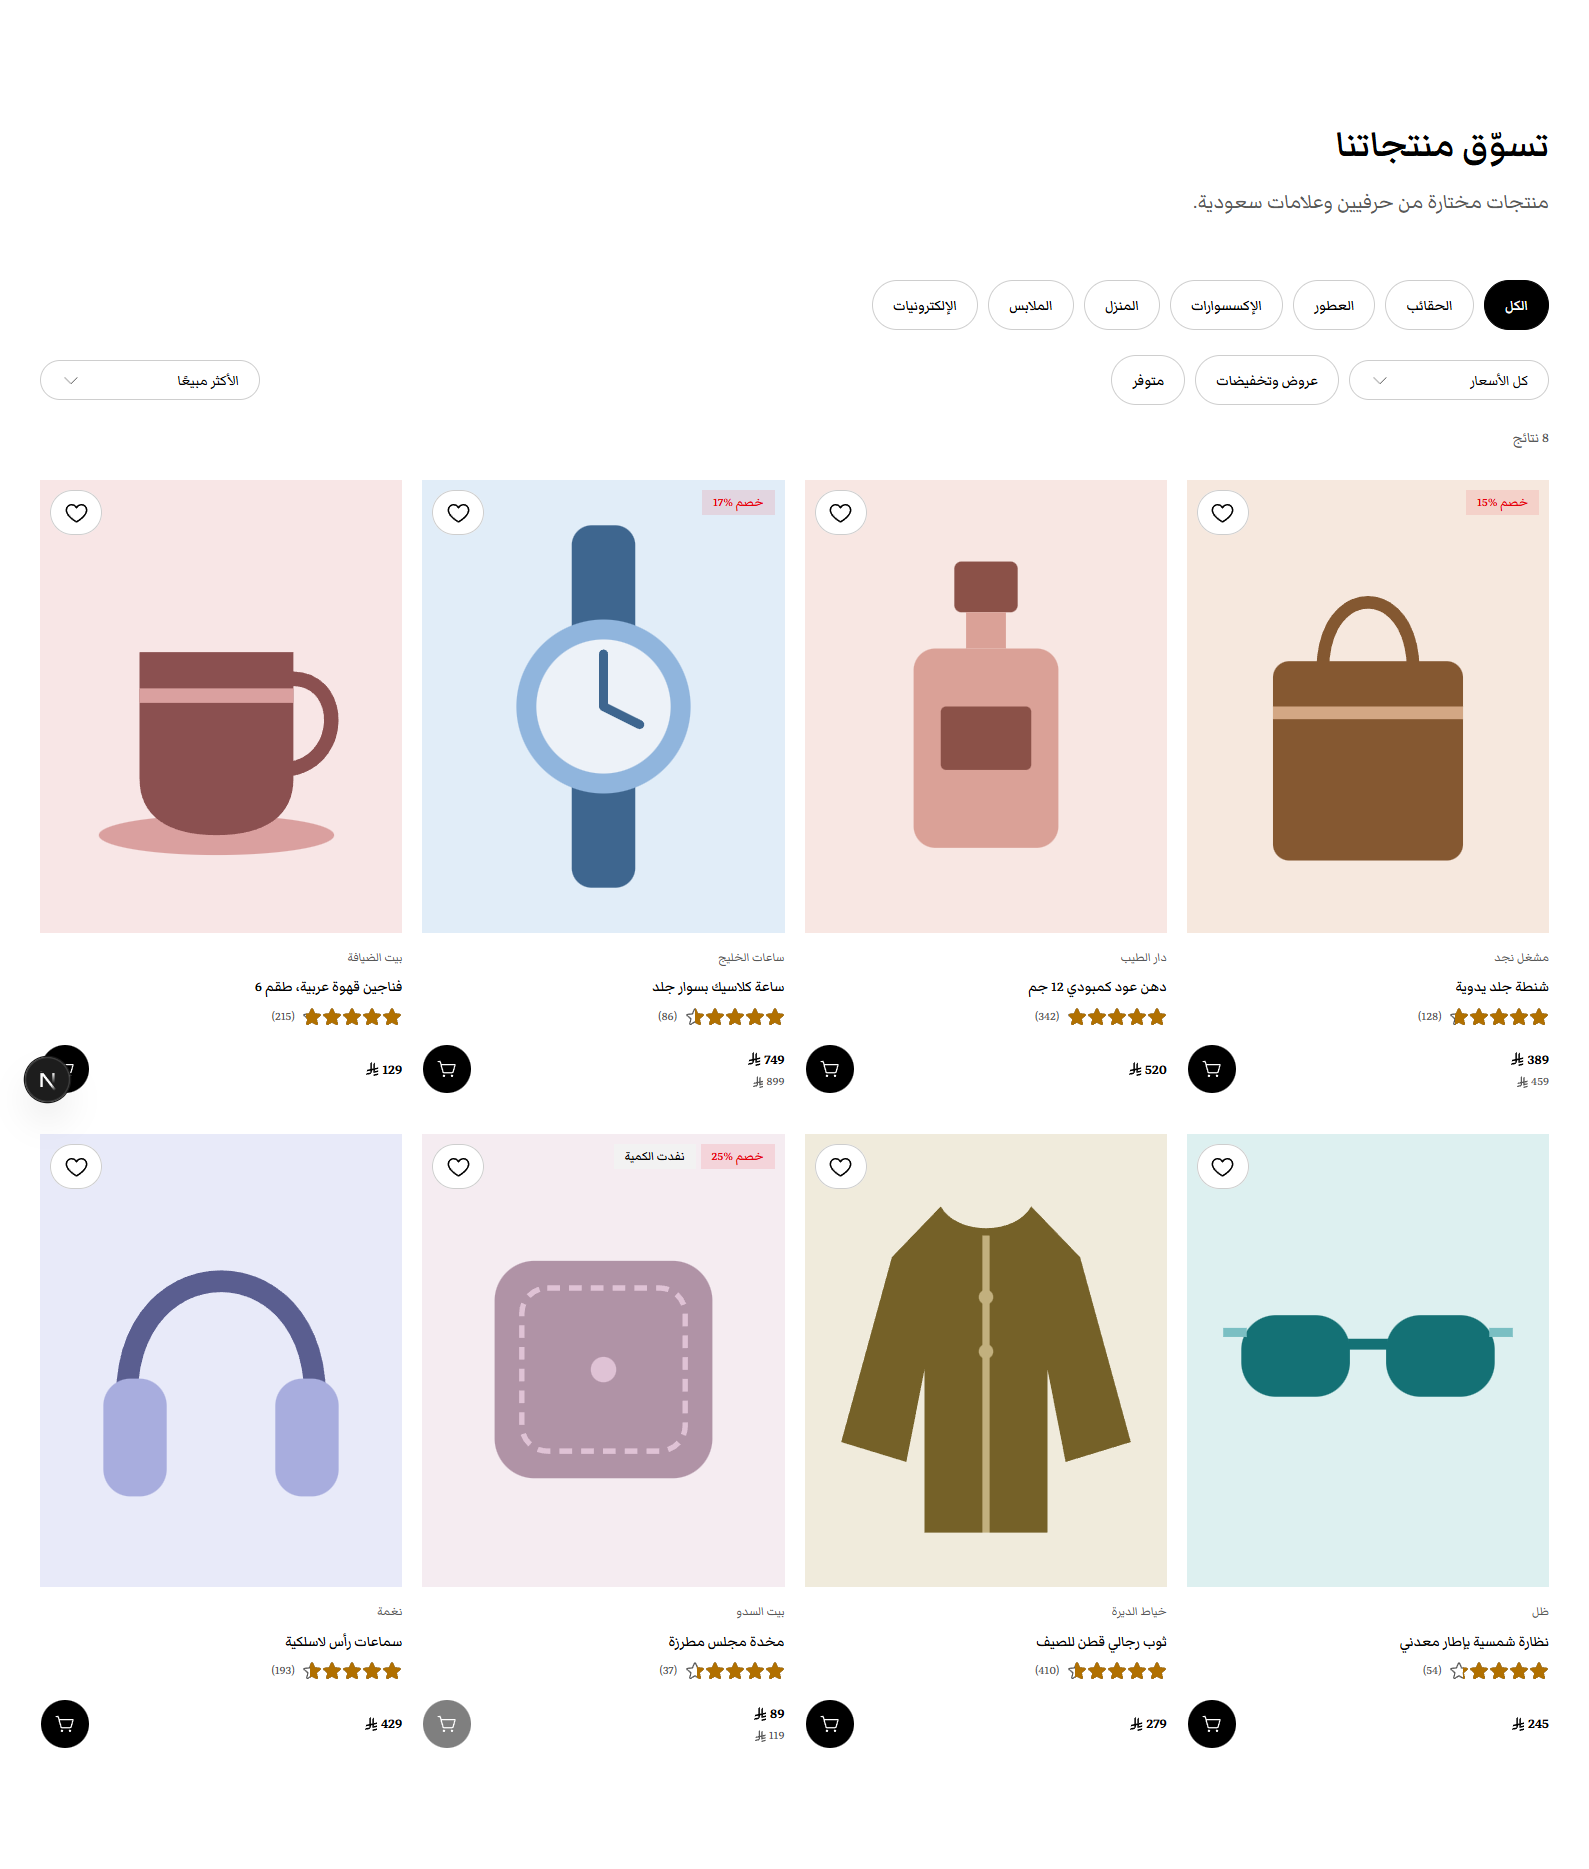 تسوّق منتجاتنا
منتجات مختارة من حرفيين وعلامات سعودية.
الكل
الحقائب
العطور
الإكسسوارات
المنزل
الملابس
الإلكترونيات
كل الأسعار
عروض وتخفيضات
متوفر
الأكثر مبيعًا
8 نتائج
خصم 15%
مشغل نجد
شنطة جلد يدوية
(128)
389 ⃁
459 ⃁
دار الطيب
دهن عود كمبودي 12 جم
(342)
520 ⃁
خصم 17%
ساعات الخليج
ساعة كلاسيك بسوار جلد
(86)
749 ⃁
899 ⃁
بيت الضيافة
فناجين قهوة عربية، طقم 6
(215)
129 ⃁
N
ظل
نظارة شمسية بإطار معدني
(54)
245 ⃁
خياط الديرة
ثوب رجالي قطن للصيف
(410)
279 ⃁
خصم 25%
نفدت الكمية
بيت السدو
مخدة مجلس مطرزة
(37)
89 ⃁
119 ⃁
نغمة
سماعات رأس لاسلكية
(193)
429 ⃁